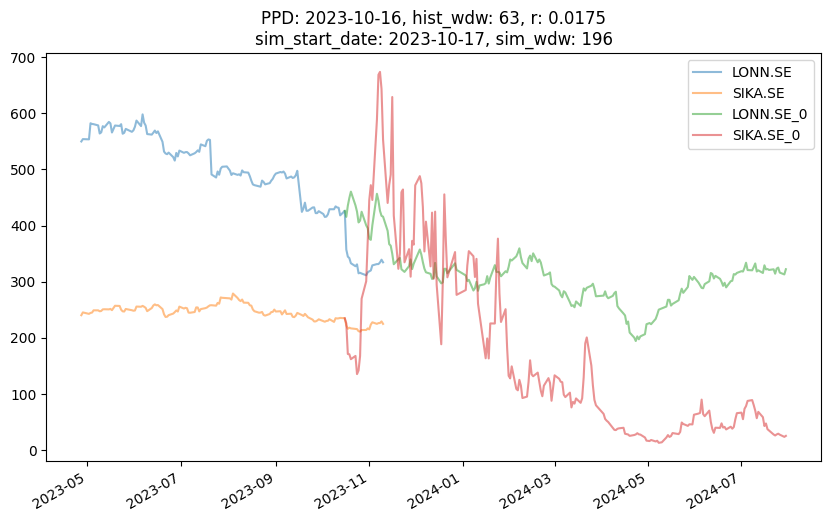 PPD: 2023-10-16, hist_wdw: 63, r: 0.0175
sim_start_date: 2023-10-17, sim_wdw: 196
700
600
500
400
300
200
100
0
LONN.SE
SIKA.SE
LONN.SE_0
SIKA.SE_0
2023-05
2023-07
2023-09
2023-11
2024-01
2024-03
2024-05
2024-07